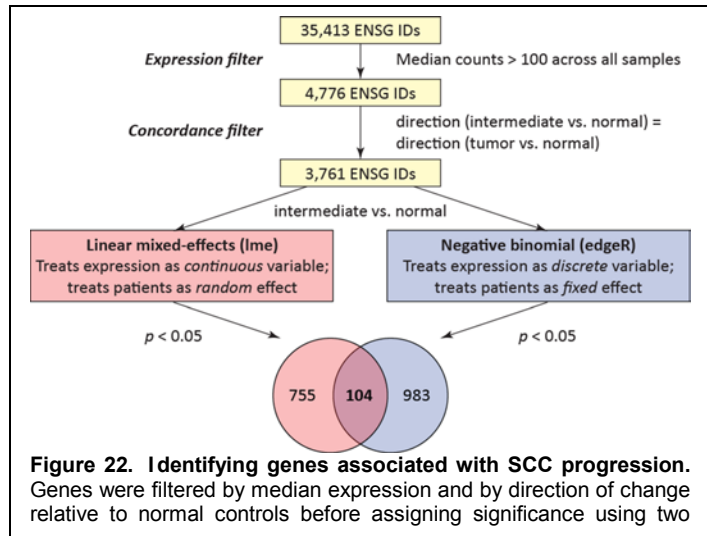 35,413 ENSG IDs
Expression filter
Median counts > 100 across all samples
4,776 ENSG IDs
Concordance filter
direction (intermediate vs. normal) =
direction (tumor vs. normal)
3,761 ENSG IDs
intermediate vs. normal
Linear mixed-effects (lme)
Treats expression as continuous variable;
treats patients as random effect
Negative binomial (edgeR)
Treats expression as discrete variable;
treats patients as fixed effect
p < 0.05
p < 0.05
755
104
983
Figure 22. Identifying genes associated with SCC progression.
Genes were filtered by median expression and by direction of change
relative to normal controls before assigning significance using two